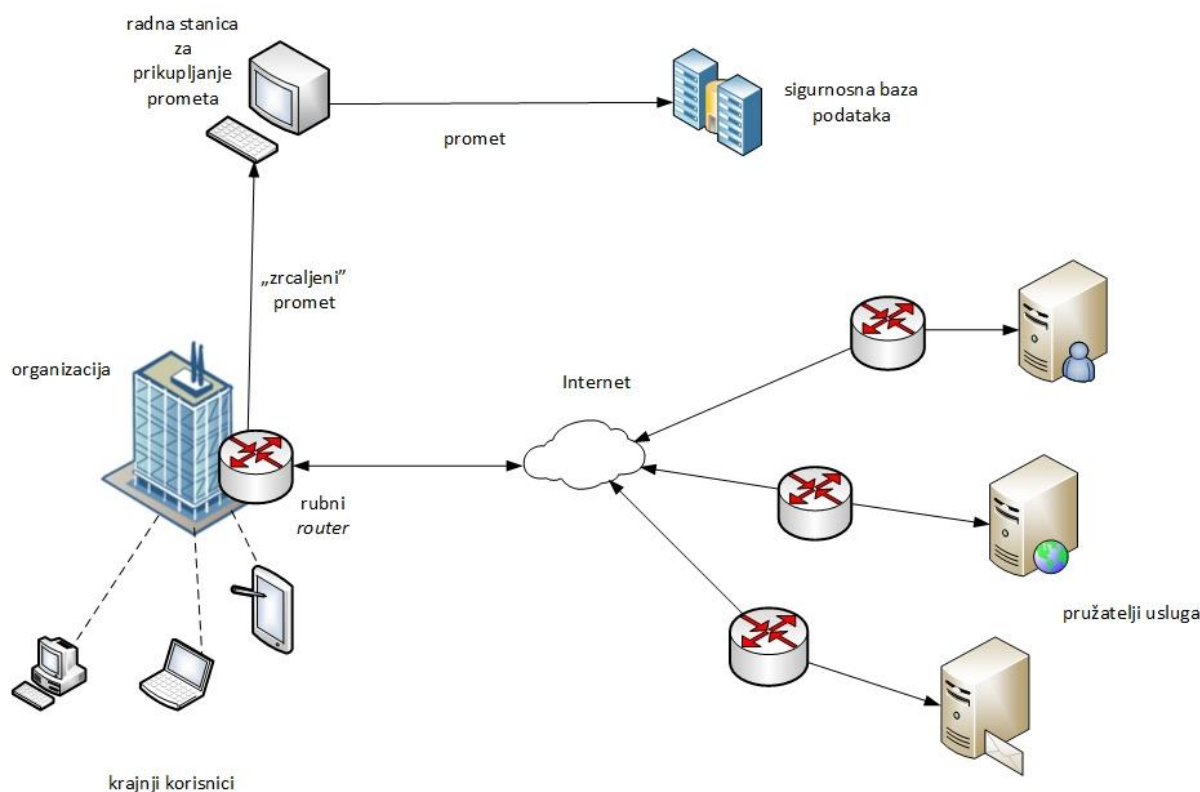 radna stanica
za
prikupljanje
prometa
promet
sigurnosna baza
podataka
„zrcaljeni”
promet
organizacija
Internet
rubni
router
pružatelji usluga
krajnji korisnici